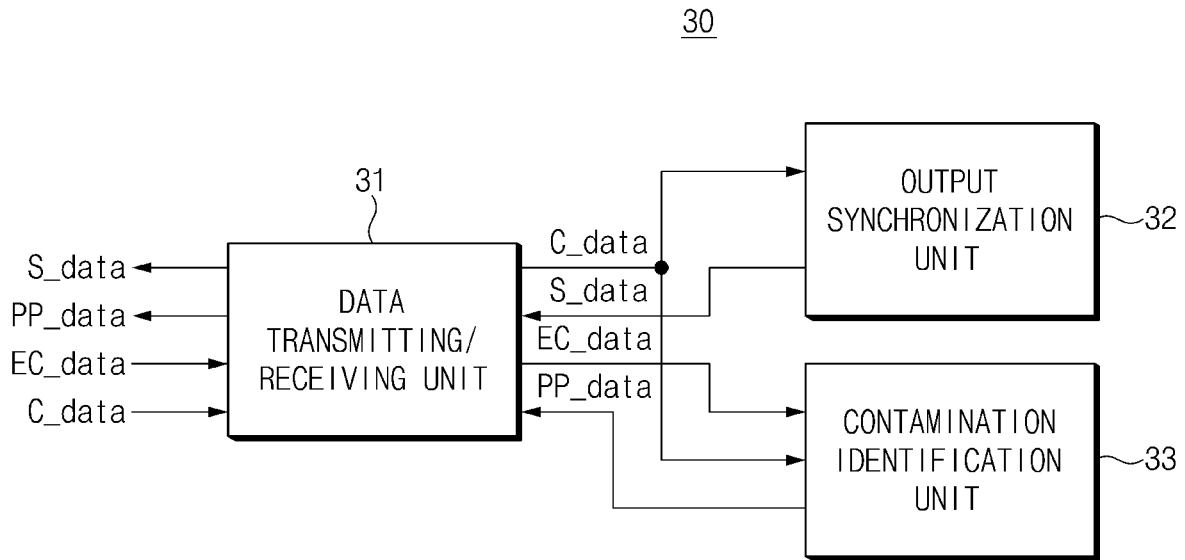 30
31
S_data
PP_data
EC_data
C_data
DATA
TRANSMITTING/
RECEIVING UNIT
C_data
S_data
EC_data
PP_data
OUTPUT
SYNCHRONIZATION
UNIT
32
CONTAMINATION
IDENTIFICATION
UNIT
33